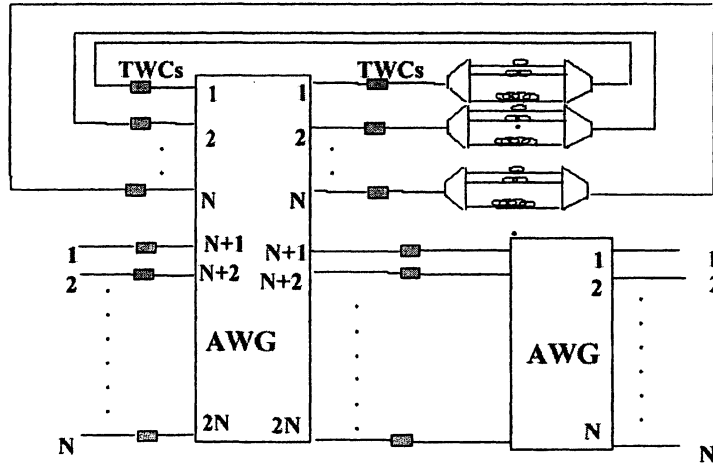 TWCs TWCs
1 1
2 2
N N
1 N+1 N+1 1 1
2 N+2 N+2 2 2
AWG AWG
N 2N 2N N N